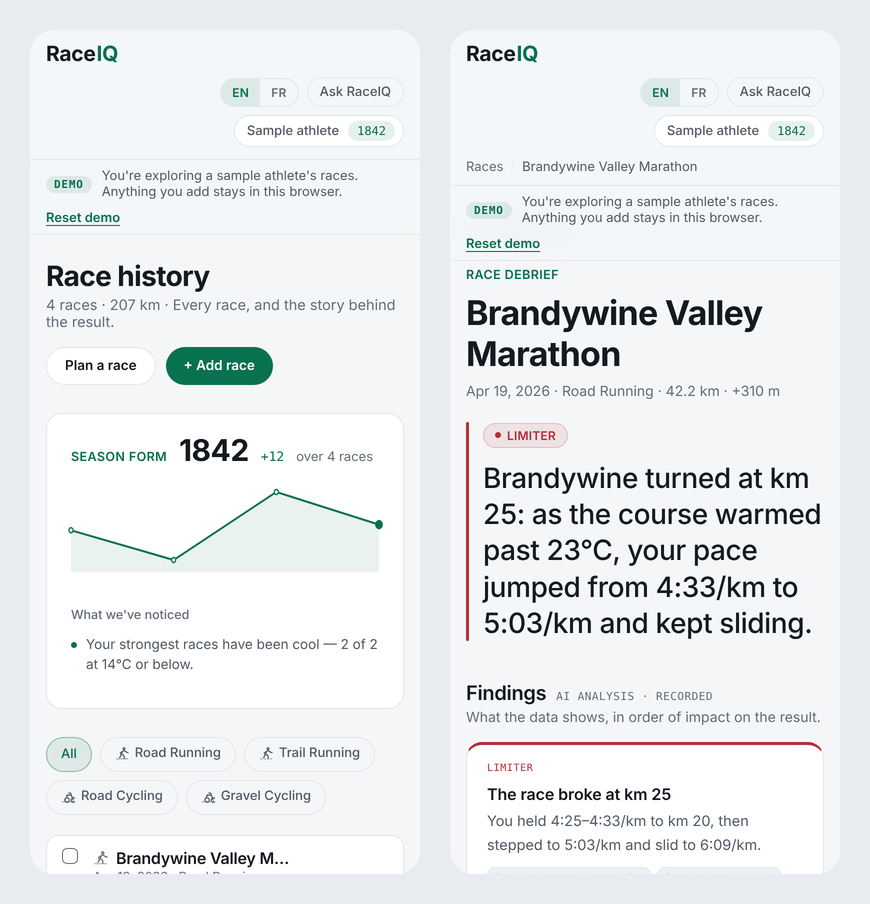 RaceIQ
EN FR Ask RaceIQ
Sample athlete 1842
DEMO You're exploring a sample athlete's races.
Anything you add stays in this browser.
Reset demo
Race history
4 races · 207 km · Every race, and the story behind
the result.
Plan a race + Add race
SEASON FORM 1842 +12 over 4 races
What we've noticed
Your strongest races have been cool — 2 of 2
at 14°C or below.
All Road Running Trail Running
Road Cycling Gravel Cycling
Brandywine Valley M...
RaceIQ
EN FR Ask RaceIQ
Sample athlete 1842
Races / Brandywine Valley Marathon
DEMO You're exploring a sample athlete's races.
Anything you add stays in this browser.
Reset demo
RACE DEBRIEF
Brandywine Valley
Marathon
Apr 19, 2026 · Road Running · 42.2 km · +310 m
LIMITER
Brandywine turned at km
25: as the course warmed
past 23°C, your pace
jumped from 4:33/km to
5:03/km and kept sliding.
Findings AI ANALYSIS · RECORDED
What the data shows, in order of impact on the result.
LIMITER
The race broke at km 25
You held 4:25–4:33/km to km 20, then
stepped to 5:03/km and slid to 6:09/km.